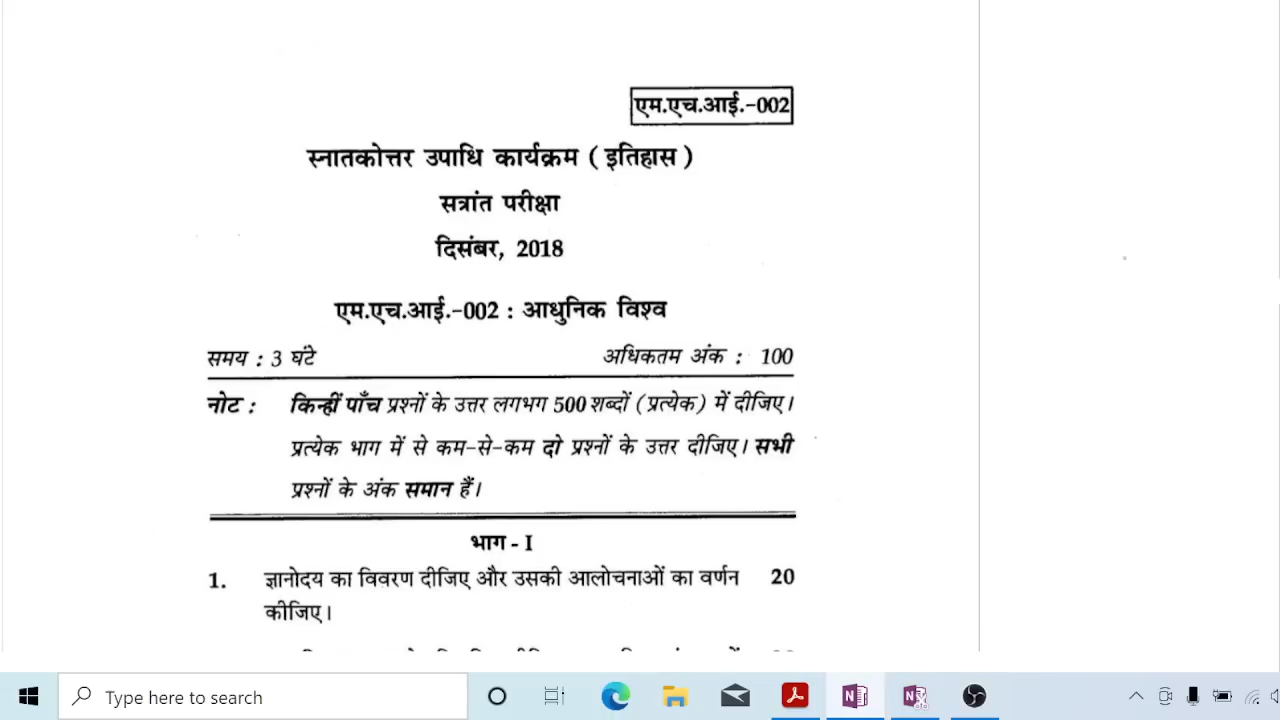 एम.एच.आई.-002
स्नातकोत्तर उपाधि कार्यक्रम (इतिहास)
सत्रांत परीक्षा
दिसंबर, 2018
एम.एच.आई.-002 : आधुनिक विश्व
समय : 3 घंटे अधिकतम अंक : 100
नोट : किन्हीं पाँच प्रश्नों के उत्तर लगभग 500 शब्दों (प्रत्येक) में दीजिए।
प्रत्येक भाग में से कम-से-कम दो प्रश्नों के उत्तर दीजिए। सभी
प्रश्नों के अंक समान हैं।
भाग - I
1. ज्ञानोदय का विवरण दीजिए और उसकी आलोचनाओं का वर्णन 20
कीजिए।
Type here to search